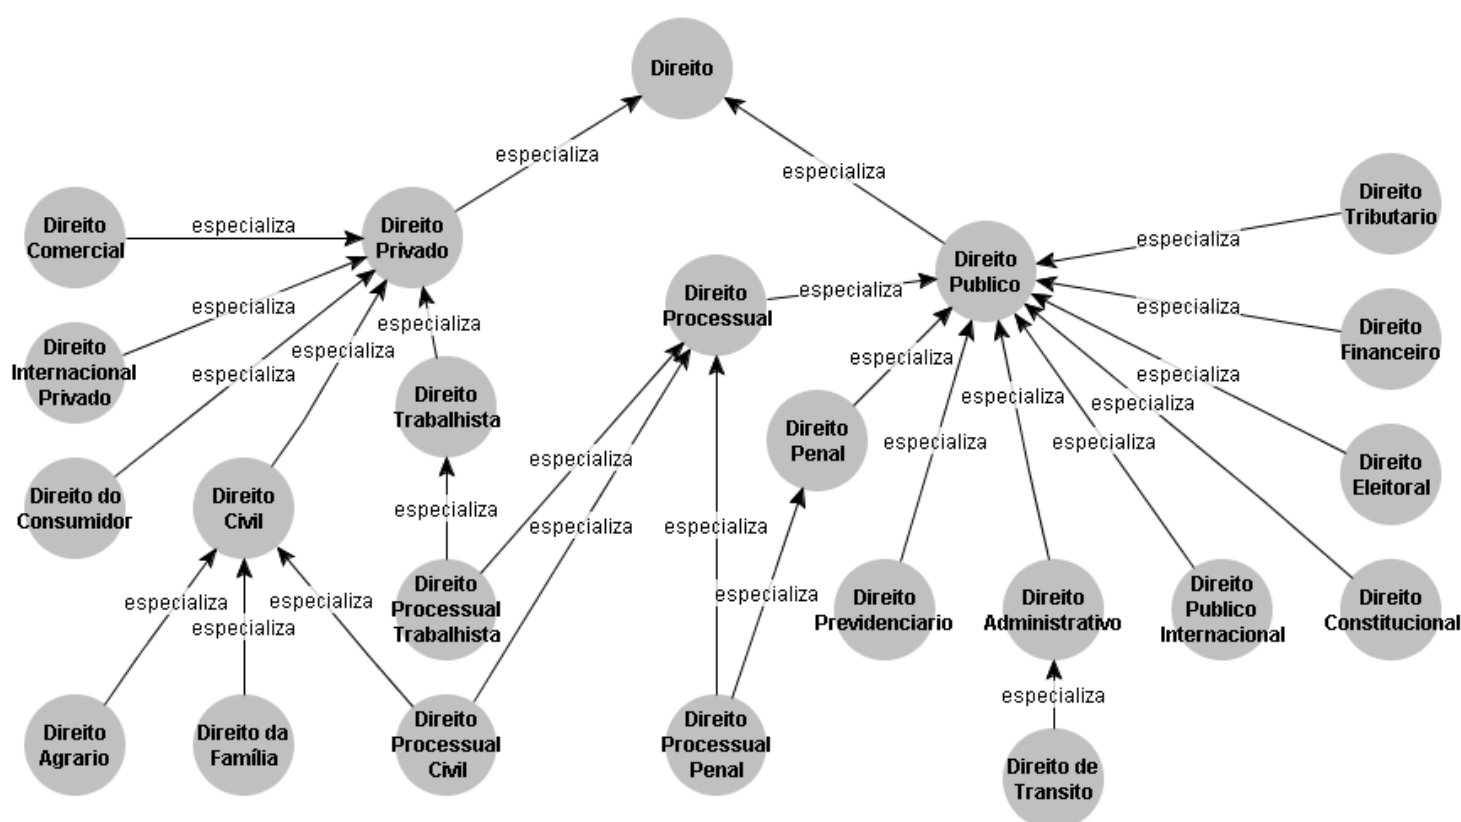 Direito
especializa
especializa
Direito
Tributario
Direito
Comercial
especializa
Direito
Privado
especializa
Direito
Publico
Direito
Processual
especializa
especializa
especializa
Direito
Internacional
Privado
especializa
especializa
especializa
Direito
Financeiro
especializa
especializa
especializa
especializa
especializa
Direito
Trabalhista
Direito
Penal
especializa
especializa
especializa
Direito
Eleitoral
Direito do
Consumidor
Direito
Civil
especializa
especializa
especializa
especializa
Direito
Processual
Trabalhista
especializa
especializa
especializa
especializa
Direito
Previdenciario
Direito
Administrativo
Direito
Publico
Internacional
Direito
Constitucional
especializa
Direito
Agrario
Direito da
Família
Direito
Processual
Civil
Direito
Processual
Penal
Direito de
Transito